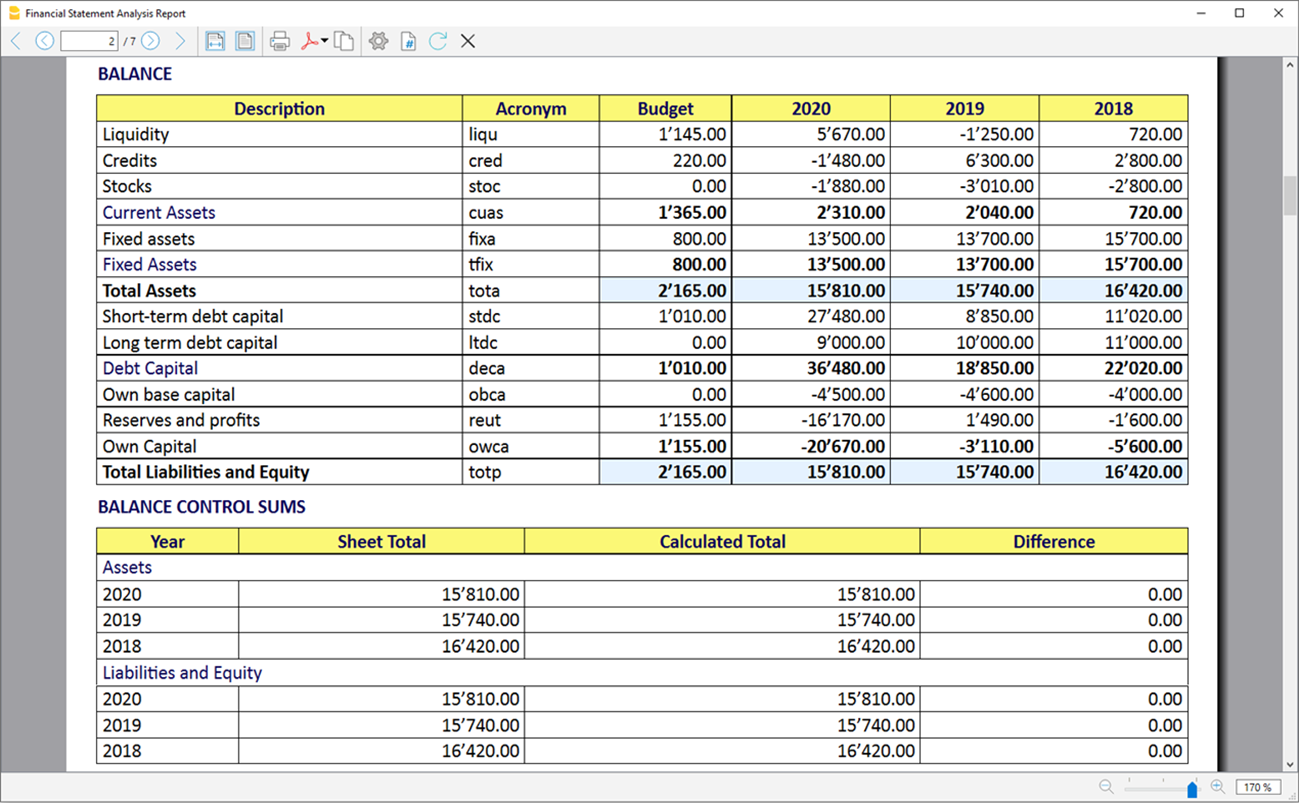 Financial Statement Analysis Report
2 / 7
BALANCE
Description Acronym Budget 2020 2019 2018
Liquidity liqu 1’145.00 5’670.00 -1’250.00 720.00
Credits cred 220.00 -1’480.00 6’300.00 2’800.00
Stocks stoc 0.00 -1’880.00 -3’010.00 -2’800.00
Current Assets cuas 1’365.00 2’310.00 2’040.00 720.00
Fixed assets fixa 800.00 13’500.00 13’700.00 15’700.00
Fixed Assets tfix 800.00 13’500.00 13’700.00 15’700.00
Total Assets tota 2’165.00 15’810.00 15’740.00 16’420.00
Short-term debt capital stdc 1’010.00 27’480.00 8’850.00 11’020.00
Long term debt capital ltdc 0.00 9’000.00 10’000.00 11’000.00
Debt Capital deca 1’010.00 36’480.00 18’850.00 22’020.00
Own base capital obca 0.00 -4’500.00 -4’600.00 -4’000.00
Reserves and profits reut 1’155.00 -16’170.00 1’490.00 -1’600.00
Own Capital owca 1’155.00 -20’670.00 -3’110.00 -5’600.00
Total Liabilities and Equity totp 2’165.00 15’810.00 15’740.00 16’420.00
BALANCE CONTROL SUMS
Year Sheet Total Calculated Total Difference
Assets
2020 15’810.00 15’810.00 0.00
2019 15’740.00 15’740.00 0.00
2018 16’420.00 16’420.00 0.00
Liabilities and Equity
2020 15’810.00 15’810.00 0.00
2019 15’740.00 15’740.00 0.00
2018 16’420.00 16’420.00 0.00
170 %